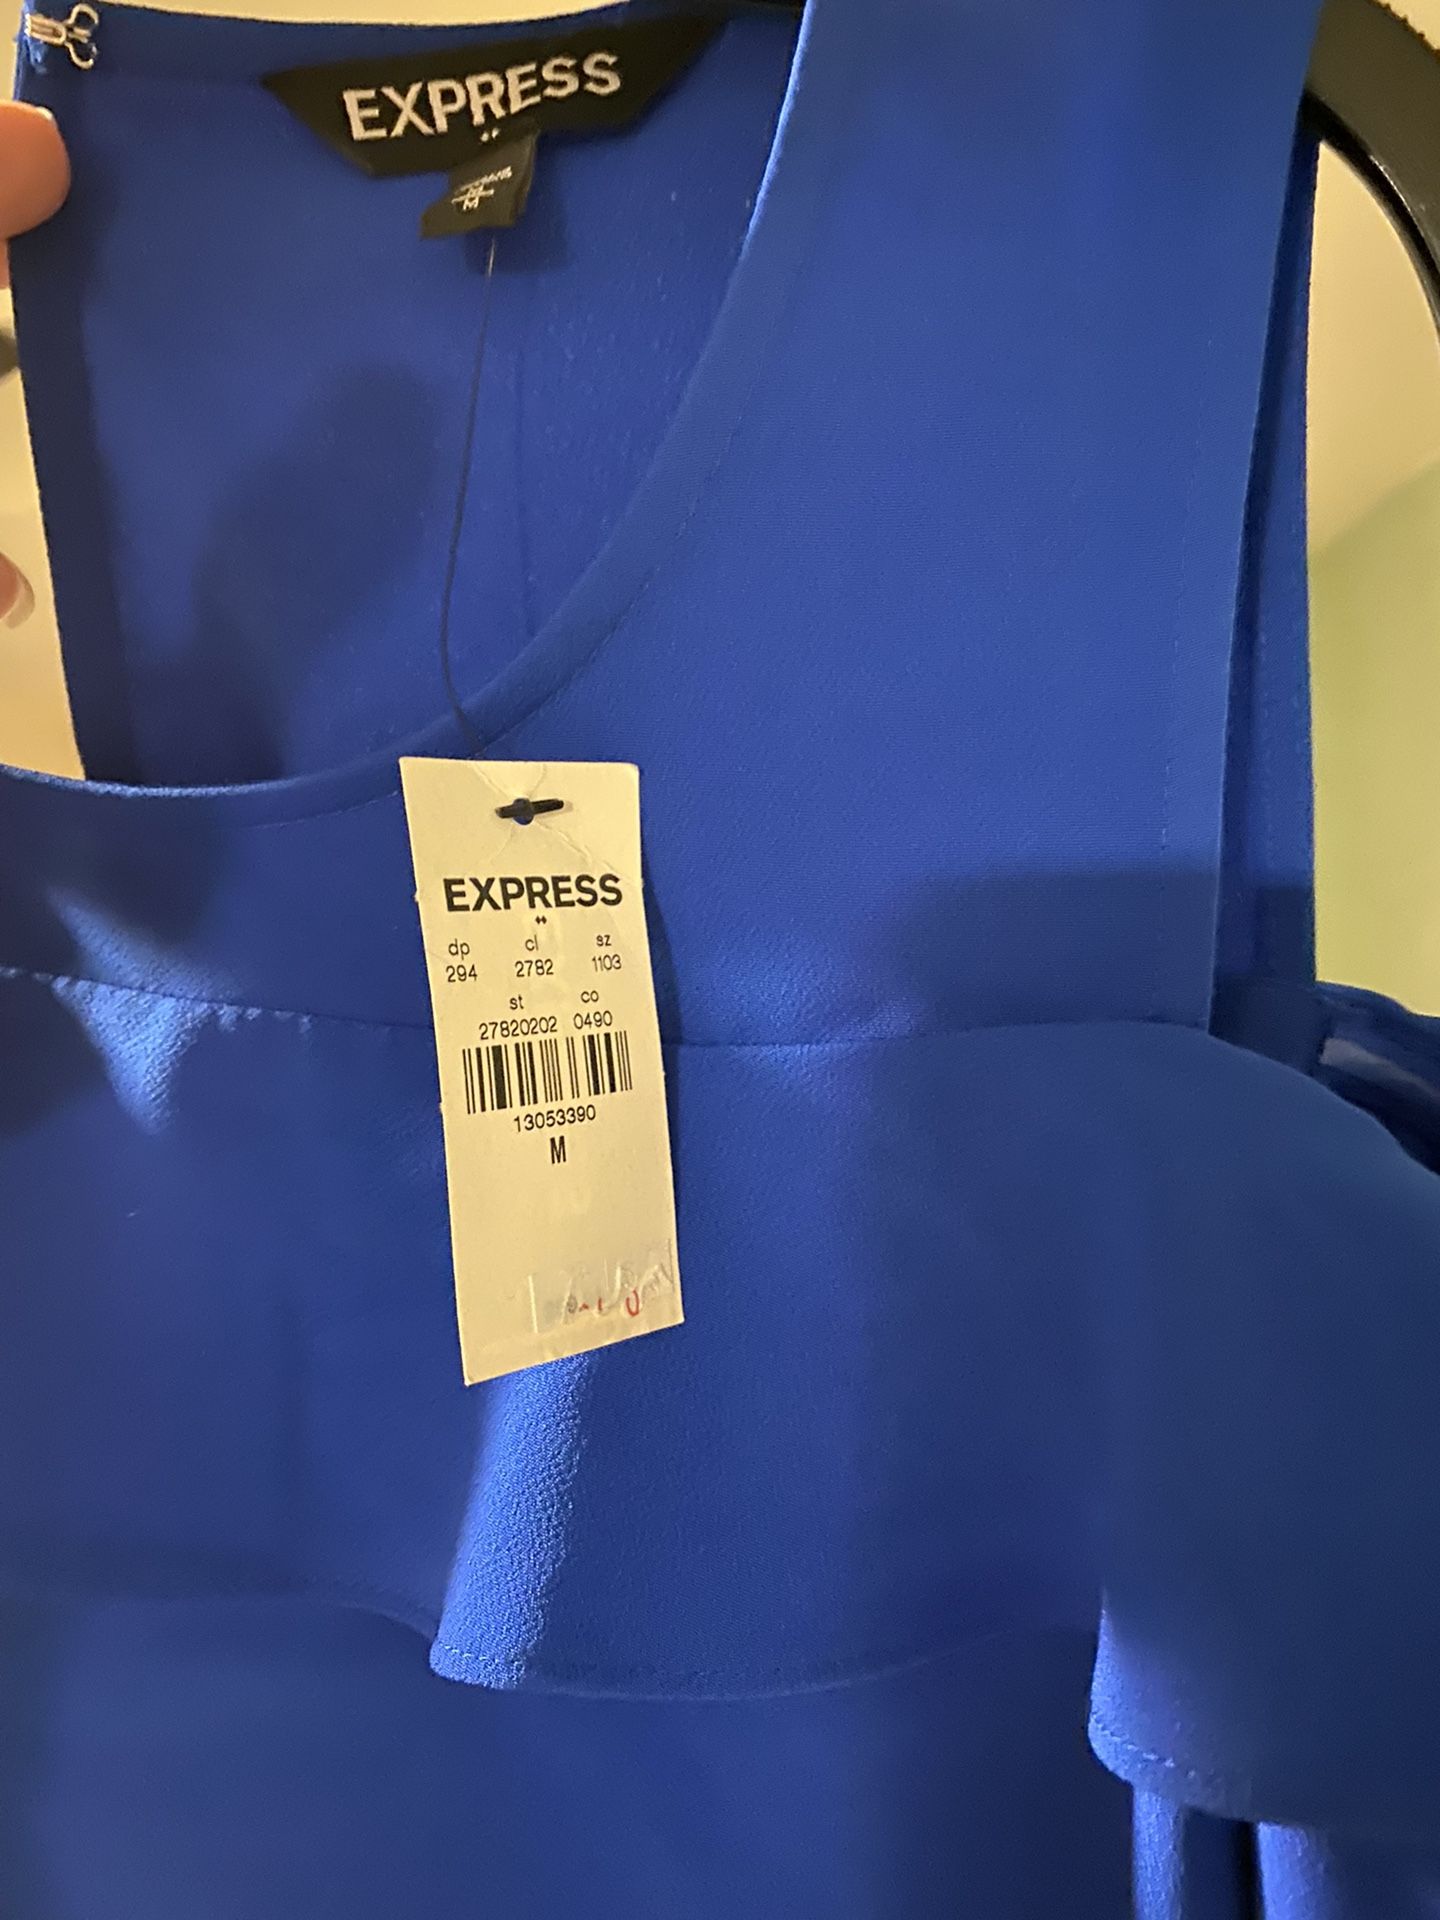 EXPRESS
M
EXPRESS
dp cl sz
294 2782 1103
st co
27820202 0490
13053390
M